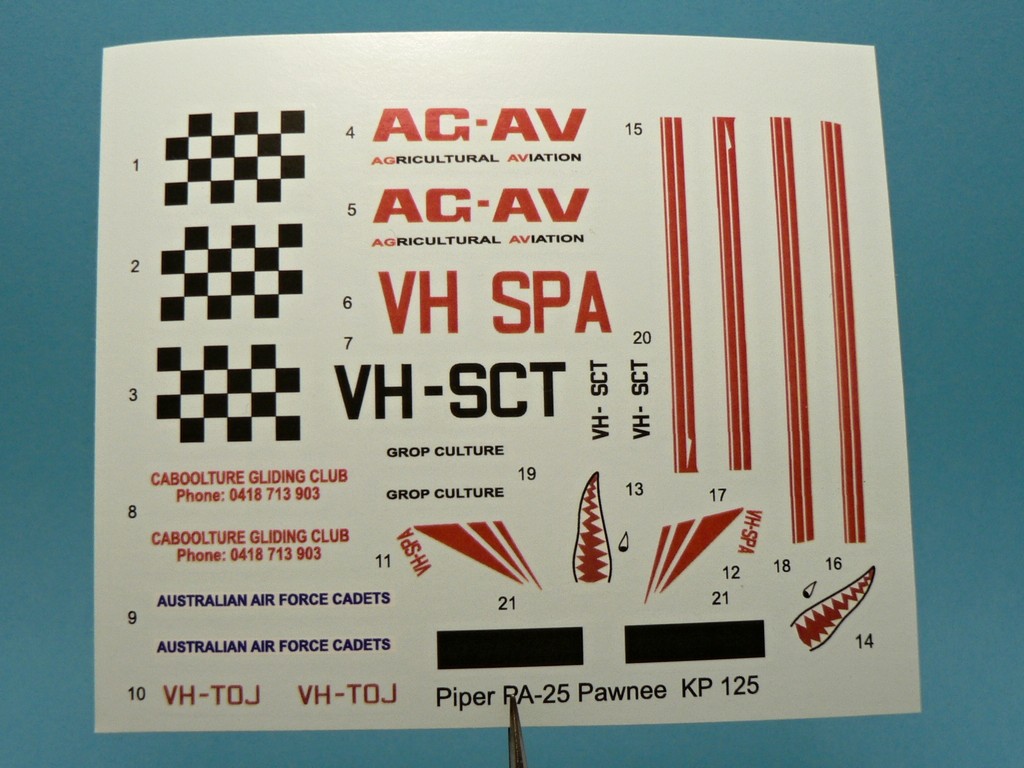 1
2
3
4
AG-AV
AGRICULTURAL AVIATION
5
AG-AV
AGRICULTURAL AVIATION
6
VH SPA
7
VH-SCT
VH- SCT
VH- SCT
20
15
GROP CULTURE
GROP CULTURE
19
8
CABOOLTURE GLIDING CLUB
Phone: 0418 713 903
CABOOLTURE GLIDING CLUB
Phone: 0418 713 903
11
VH-SPA
13
17
VH-SPA
12
18
16
14
9
AUSTRALIAN AIR FORCE CADETS
AUSTRALIAN AIR FORCE CADETS
21
21
10
VH-TOJ VH-TOJ
Piper PA-25 Pawnee KP 125